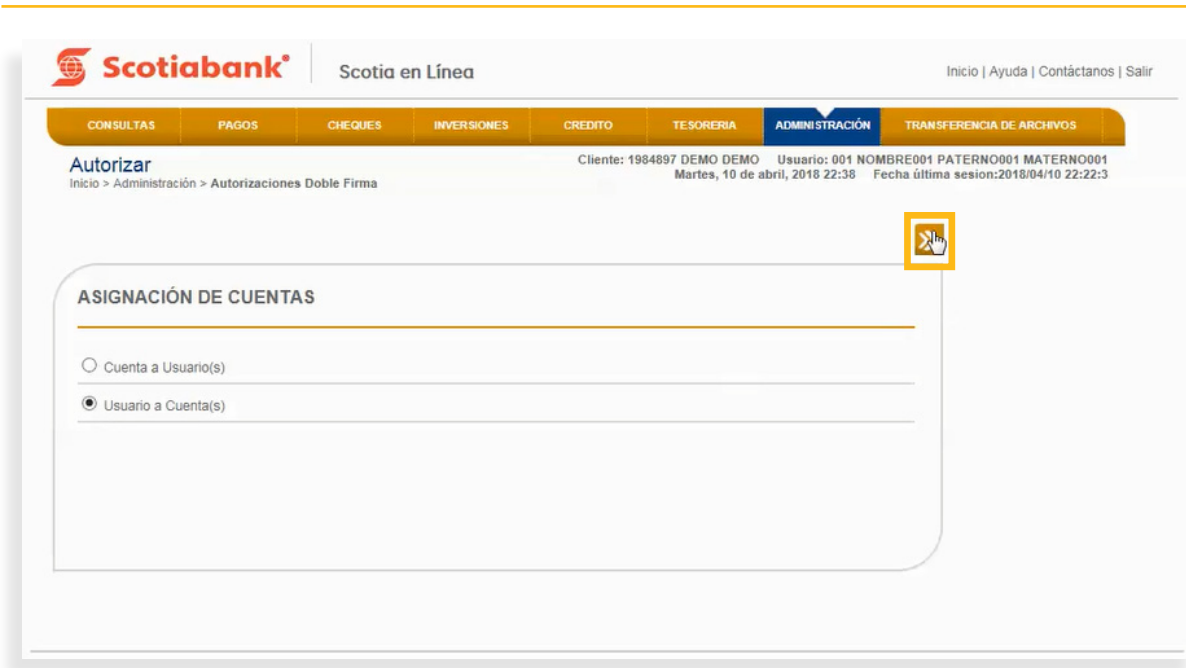 Scotiabank® Scotia en Línea Inicio | Ayuda | Contáctanos | Salir
CONSULTAS PAGOS CHEQUES INVERSIONES CREDITO TESORERIA ADMINISTRACIÓN TRANSFERENCIA DE ARCHIVOS
Autorizar Cliente: 1984897 DEMO DEMO Usuario: 001 NOMBRE001 PATERNO001 MATERNO001
Inicio > Administración > Autorizaciones Doble Firma Martes, 10 de abril, 2018 22:38 Fecha última sesion:2018/04/10 22:22:3
ASIGNACIÓN DE CUENTAS
Cuenta a Usuario(s)
Usuario a Cuenta(s)